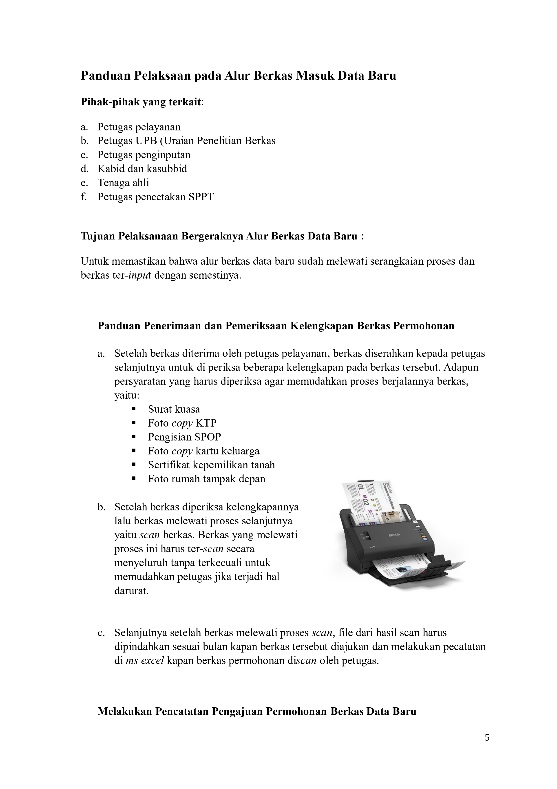 Panduan Pelaksaan pada Alur Berkas Masuk Data Baru
Pihak-pihak yang terkait:
a. Petugas pelayanan
b. Petugas UPB (Uraian Penelitian Berkas
c. Petugas penginputan
d. Kabid dan kasubbid
e. Tenaga ahli
f. Petugas pencetakan SPPT
Tujuan Pelaksanaan Bergeraknya Alur Berkas Data Baru :
Untuk memastikan bahwa alur berkas data baru sudah melewati serangkaian proses dan
berkas ter-input dengan semestinya.
Panduan Penerimaan dan Pemeriksaan Kelengkapan Berkas Permohonan
a. Setelah berkas diterima oleh petugas pelayanan, berkas diserahkan kepada petugas
selanjutnya untuk di periksa beberapa kelengkapan pada berkas tersebut. Adapun
persyaratan yang harus diperiksa agar memudahkan proses berjalannya berkas,
yaitu:
▪ Surat kuasa
▪ Foto copy KTP
▪ Pengisian SPOP
▪ Foto copy kartu keluarga
▪ Sertifikat kepemilikan tanah
▪ Foto rumah tampak depan
b. Setelah berkas diperiksa kelengkapannya
lalu berkas melewati proses selanjutnya
yaitu scan berkas. Berkas yang melewati
proses ini harus ter-scan secara
menyeluruh tanpa terkecuali untuk
memudahkan petugas jika terjadi hal
darurat.
c. Selanjutnya setelah berkas melewati proses scan, file dari hasil scan harus
dipindahkan sesuai bulan kapan berkas tersebut diajukan dan melakukan pecatatan
di ms excel kapan berkas permohonan discan oleh petugas.
Melakukan Pencatatan Pengajuan Permohonan Berkas Data Baru
5